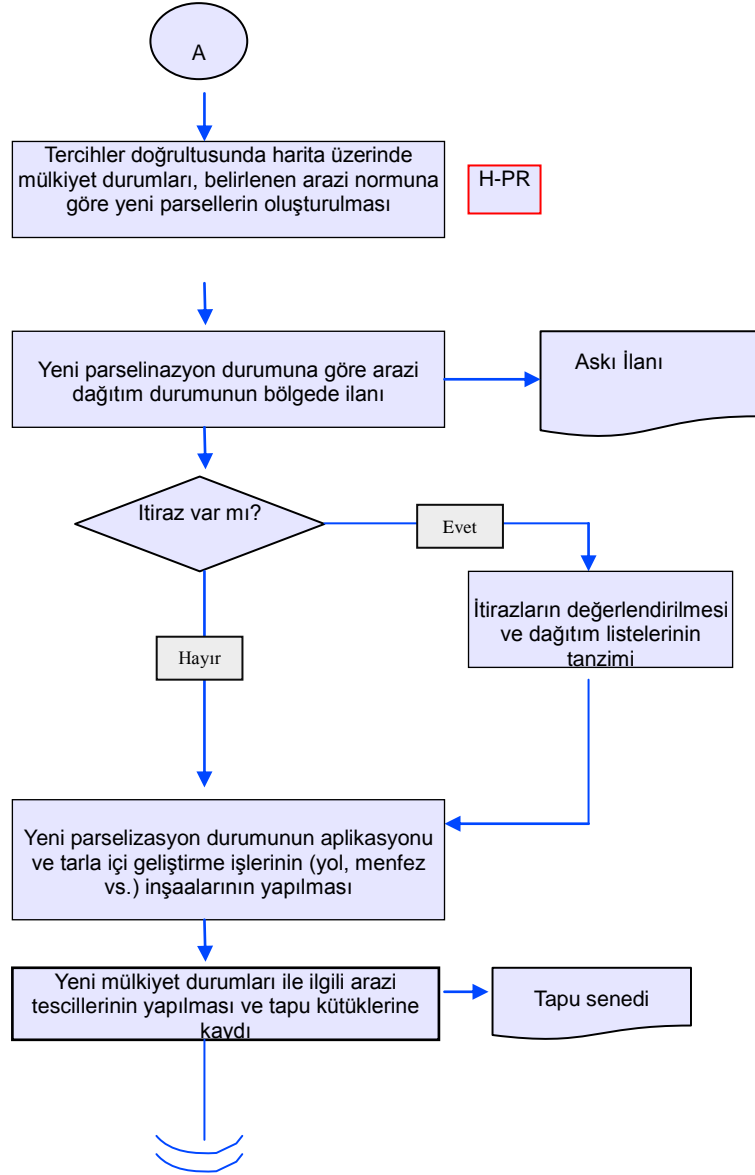 A
Tercihler doğrultusunda harita üzerinde
mülkiyet durumları, belirlenen arazi normuna
göre yeni parsellerin oluşturulması
H-PR
Yeni parselinazyon durumuna göre arazi
dağıtım durumunun bölgede ilanı
Askı İlanı
Itiraz var mı?
Evet
İtirazların değerlendirilmesi
ve dağıtım listelerinin
tanzimi
Hayır
Yeni parselizasyon durumunun aplikasyonu
ve tarla içi geliştirme işlerinin (yol, menfez
vs.) inşaalarının yapılması
Yeni mülkiyet durumları ile ilgili arazi
tescillerinin yapılması ve tapu kütüklerine
kaydı
Tapu senedi